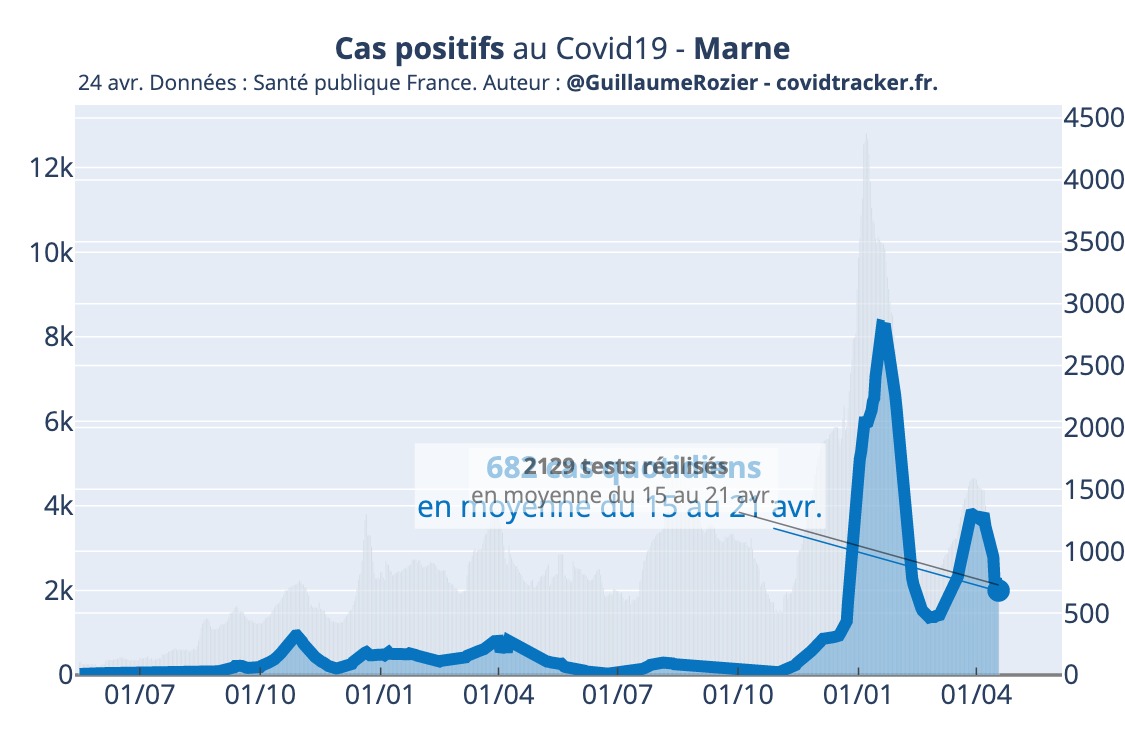 Cas positifs au Covid19 - Marne
24 avr. Données : Santé publique France. Auteur : @GuillaumeRozier - covidtracker.fr.
4500
12k
4000
10k
3500
3000
8k
2500
6k
2000
682 cas quotidiens
en moyenne du 15 au 21 avr.
2129 tests réalisés
en moyenne du 15 au 21 avr.
1500
4k
1000
2k
500
0
0
01/07 01/10 01/01 01/04 01/07 01/10 01/01 01/04